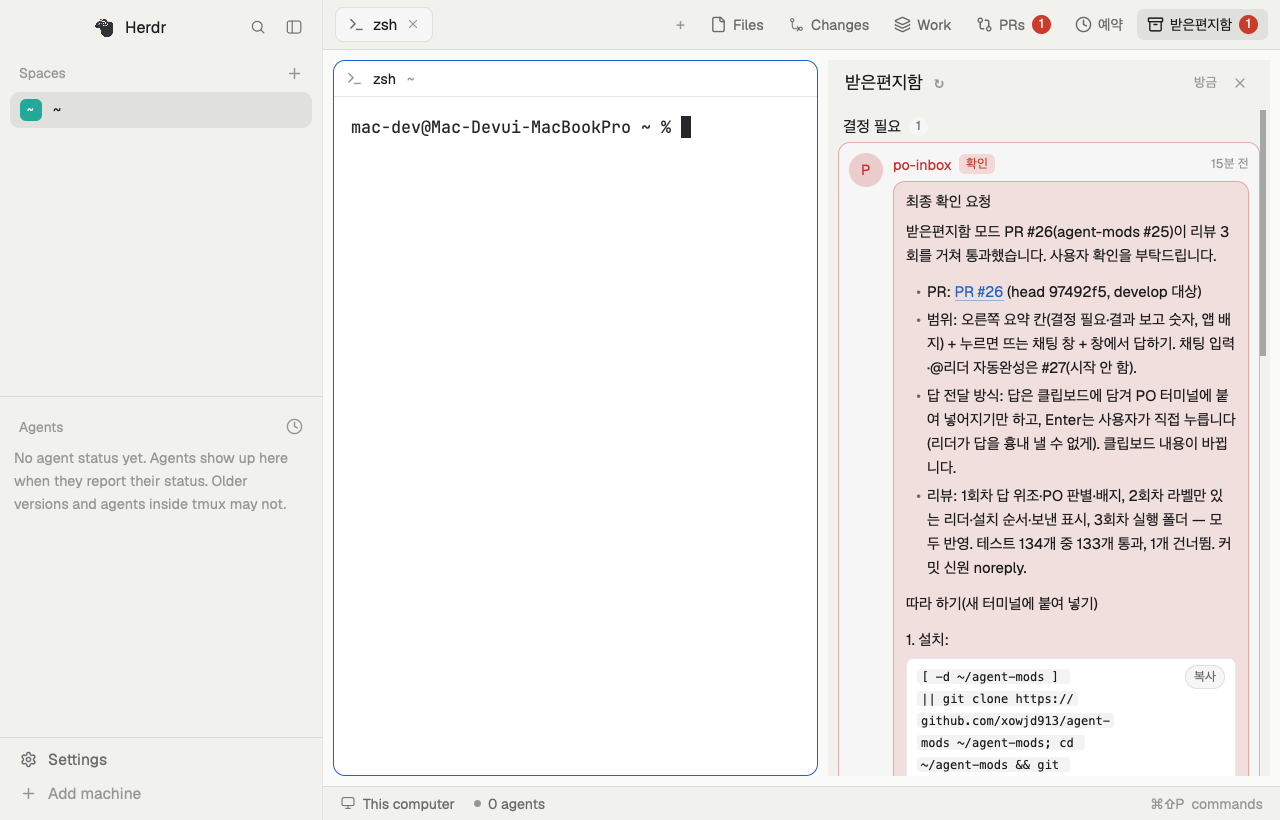 Herdr
Spaces
~ ~
Agents
No agent status yet. Agents show up here
when they report their status. Older
versions and agents inside tmux may not.
Settings
Add machine
zsh
Files
Changes
Work
PRs 1
예약
받은편지함 1
zsh ~
mac-dev@Mac-Devui-MacBookPro ~ %
받은편지함 ↻
방금
결정 필요 1
P
po-inbox 확인
15분 전
최종 확인 요청
받은편지함 모드 PR #26(agent-mods #25)이 리뷰 3
회를 거쳐 통과했습니다. 사용자 확인을 부탁드립니다.
• PR: PR #26 (head 97492f5, develop 대상)
• 범위: 오른쪽 요약 칸(결정 필요·결과 보고 숫자, 앱 배
지) + 누르면 뜨는 채팅 창 + 창에서 답하기. 채팅 입력
·@리더 자동완성은 #27(시작 안 함).
• 답 전달 방식: 답은 클립보드에 담겨 PO 터미널에 붙
여 넣어지기만 하고, Enter는 사용자가 직접 누릅니다
(리더가 답을 흉내 낼 수 없게). 클립보드 내용이 바뀝
니다.
• 리뷰: 1회차 답 위조·PO 판별·배지, 2회차 라벨만 있
는 리더·설치 순서·보낸 표시, 3회차 실행 폴더 — 모
두 반영. 테스트 134개 중 133개 통과, 1개 건너뜀. 커
밋 신원 noreply.
따라 하기(새 터미널에 붙여 넣기)
1. 설치:
복사
[ -d ~/agent-mods ]
|| git clone https://
github.com/xowjd913/agent-
mods ~/agent-mods; cd
~/agent-mods && git
This computer
0 agents
⌘⇧P commands